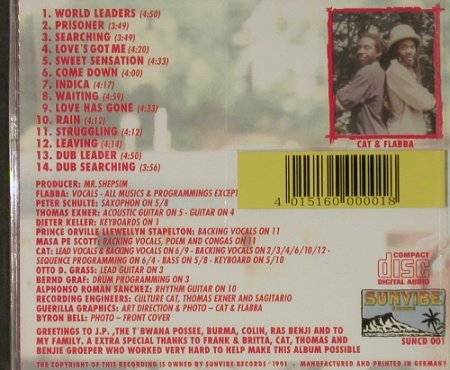 1. WORLD LEADERS (4:50)
2. PRISONER (3:49)
3. SEARCHING (3:49)
4. LOVE'S GOT ME (4:20)
5. SWEET SENSATION (4:33)
6. COME DOWN (4:00)
7. INDICA (4:17)
8. WAITING (4:59)
9. LOVE HAS GONE (4:33)
10. RAIN (4:12)
11. STRUGGLING (4:12)
12. LEAVING (4:14)
13. DUB LEADER (4:50)
14. DUB SEARCHING (3:56)
CAT & FLABBA
PRODUCER: MR. SHEPSIM
FLABBA: VOCALS - ALL MUSICS & PROGRAMMINGS EXCEPT
PETER SCHULTE: SAXOPHON ON 5/8
THOMAS EXNER: ACOUSTIC GUITAR ON 5 - GUITAR ON 4
DIETER KELLER: KEYBOARDS ON 1
PRINCE ORVILLE LLEWELLYN STAPELTON: BACKING VOCALS ON 11
MASA PE SCOTT: BACKING VOCALS, POEM AND CONGAS ON 11
CAT: LEAD VOCALS & BACKING VOCALS ON 6/9 - BACKING VOCALS ON 2/3/4/6/10/12 -
SEQUENCE PROGRAMMING ON 6/4 - BASS ON 5/8 - KEYBOARD ON 5/10
OTTO D. GRASS: LEAD GUITAR ON 3
BERND GRAF: DRUM PROGRAMMING ON 3
ALPHONSO ROMAN SANCHEZ: RHYTHM GUITAR ON 10
RECORDING ENGINEERS: CULTURE CAT, THOMAS EXNER AND SAGITARIO
GUERILLA GRAPHICS: ART DIRECTION & PHOTO - CAT & FLABBA
BYRON BELL: PHOTO - FRONT COVER
GREETINGS TO J.P. ,THE T'BWANA POSSEE, BURMA, COLIN, RAS BENJI AND TO
MY FAMILY. A EXTRA SPECIAL THANKS TO FRANK & BRITTA, CAT, THOMAS AND
BENJIE GROEPER WHO WORKED VERY HARD TO HELP MAKE THIS ALBUM POSSIBLE
4 015160 000018
COMPACT
disc
DIGITAL AUDIO
SUNVIBE
RECORDS
SUNCD 001
THE COPYRIGHT OF THIS RECORDING IS OWNED BY SUNVIBE RECORDS '1991 - MANUFACTURED AND PRINTED IN GERMANY